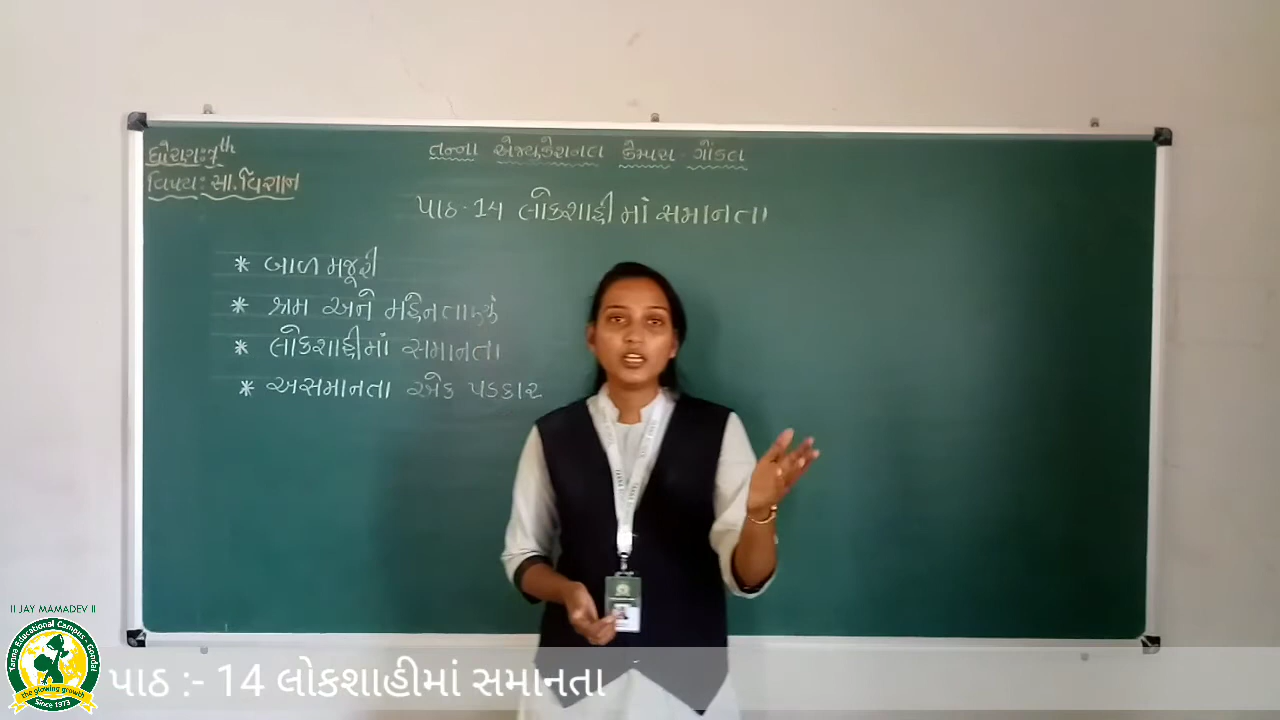 ધોરણ:7th
વિષય: સા.વિજ્ઞાન
તન્ના એજ્યુકેશનલ કેમ્પસ - ગોંડલ
પાઠ-14 લોકશાહીમાં સમાનતા
* બાળ મજૂરી
* શ્રમ અને મહેનતાણું
* લોકશાહીમાં સમાનતા
* અસમાનતા એક પડકાર
II JAY MAMADEV II
Tanna Educational Campus - Gondal
the glowing growth
Since 1973
પાઠ :- 14 લોકશાહીમાં સમાનતા